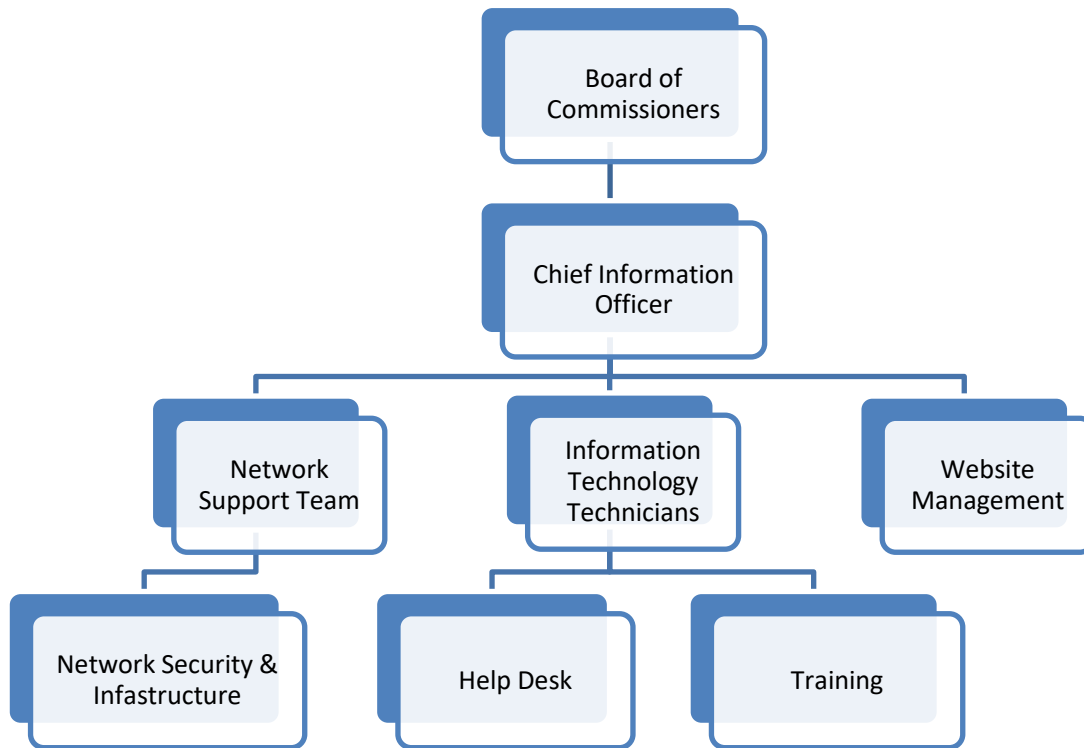 Board of
Commissioners
Chief Information
Officer
Network
Support Team
Information
Technology
Technicians
Website
Management
Network Security &
Infastructure
Help Desk
Training